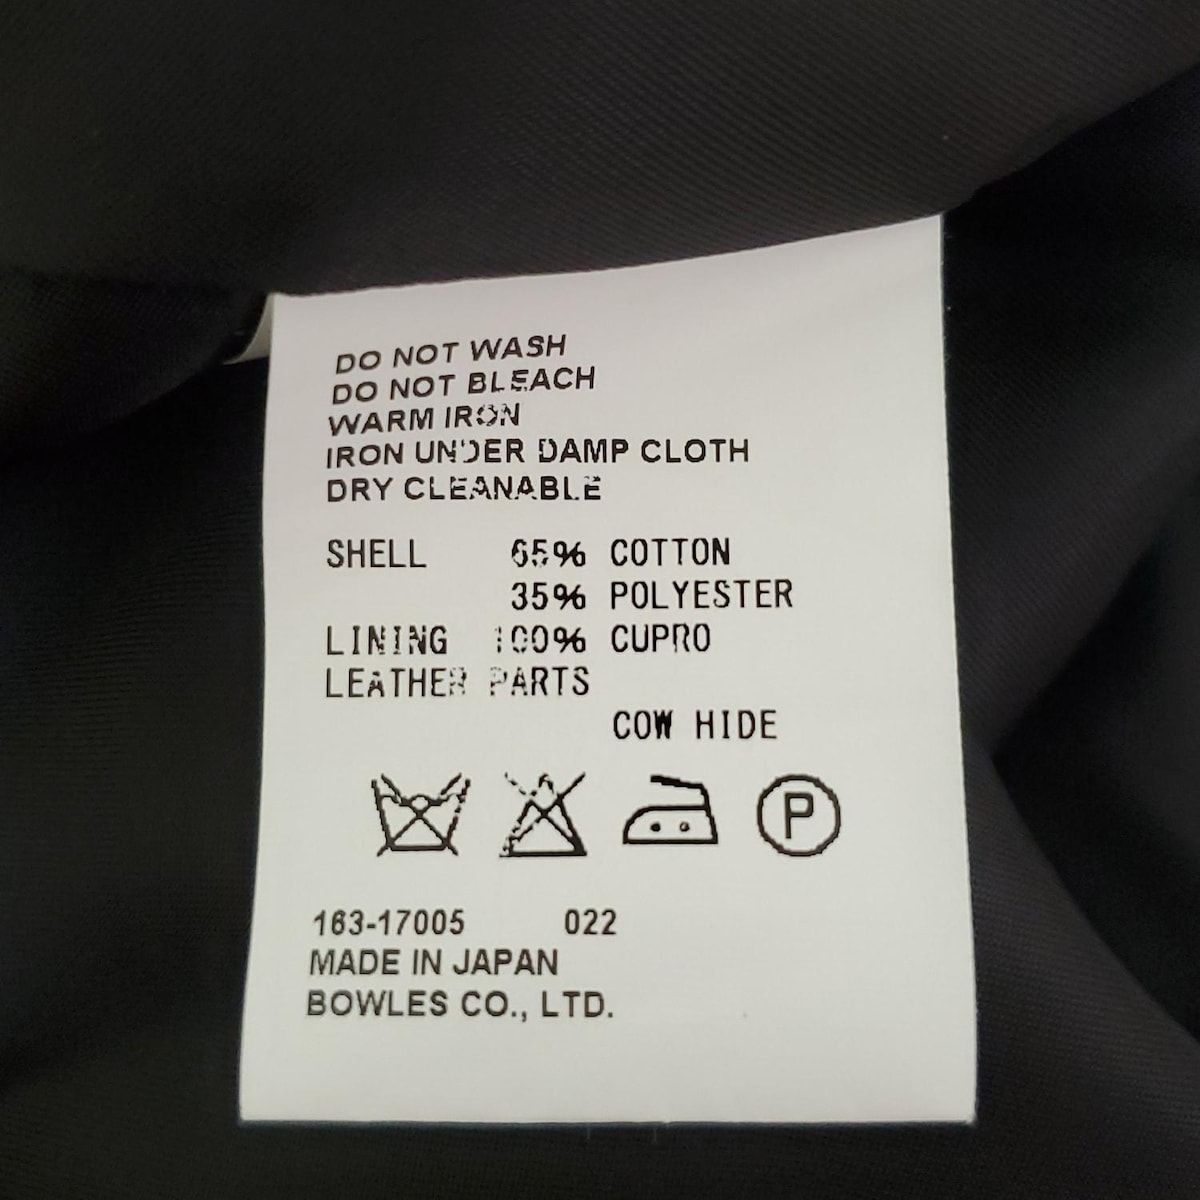 DO NOT WASH
DO NOT BLEACH
WARM IRON
IRON UNDER DAMP CLOTH
DRY CLEANABLE
SHELL 65% COTTON
35% POLYESTER
LINING 100% CUPRO
LEATHER PARTS
COW HIDE
P
163-17005 022
MADE IN JAPAN
BOWLES CO., LTD.